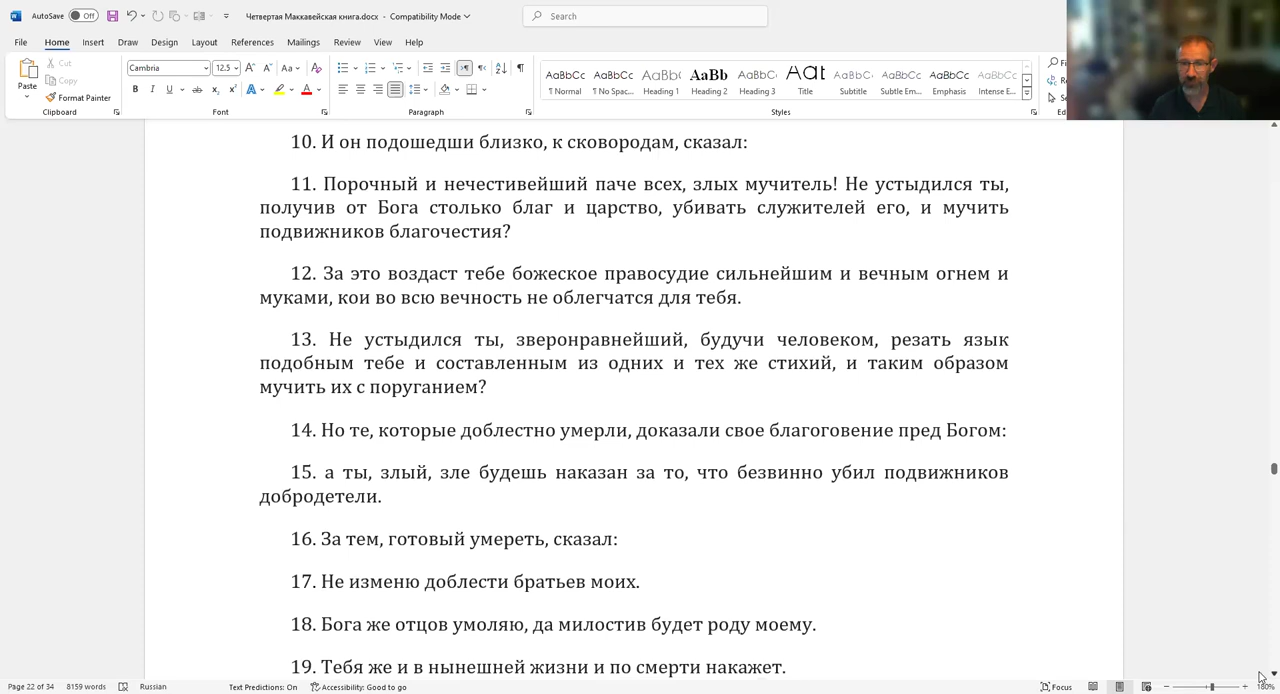 AutoSave Off Четвертая Маккавейская книга.docx - Compatibility Mode Search
File Home Insert Draw Design Layout References Mailings Review View Help
Paste Cut Copy Format Painter
Cambria 12.5
AaBbCc AaBbCc AaBbC AaBb AaBbC AaB AaBbCc AaBbCc AaBbCc AaBbCc
¶ Normal ¶ No Spac... Heading 1 Heading 2 Heading 3 Title Subtitle Subtle Em... Emphasis Intense E...
Clipboard Font Paragraph Styles
10. И он подошедши близко, к сковородам, сказал:
11. Порочный и нечестивейший паче всех, злых мучитель! Не устыдился ты,
получив от Бога столько благ и царство, убивать служителей его, и мучить
подвижников благочестия?
12. За это воздаст тебе божеское правосудие сильнейшим и вечным огнем и
муками, кои во всю вечность не облегчатся для тебя.
13. Не устыдился ты, зверонравнейший, будучи человеком, резать язык
подобным тебе и составленным из одних и тех же стихий, и таким образом
мучить их с поруганием?
14. Но те, которые доблестно умерли, доказали свое благоговение пред Богом:
15. а ты, злый, зле будешь наказан за то, что безвинно убил подвижников
добродетели.
16. За тем, готовый умереть, сказал:
17. Не изменю доблести братьев моих.
18. Бога же отцов умоляю, да милостив будет роду моему.
19. Тебя же и в нынешней жизни и по смерти накажет.
Page 22 of 34 8159 words Russian Text Predictions: On Accessibility: Good to go Focus 180%